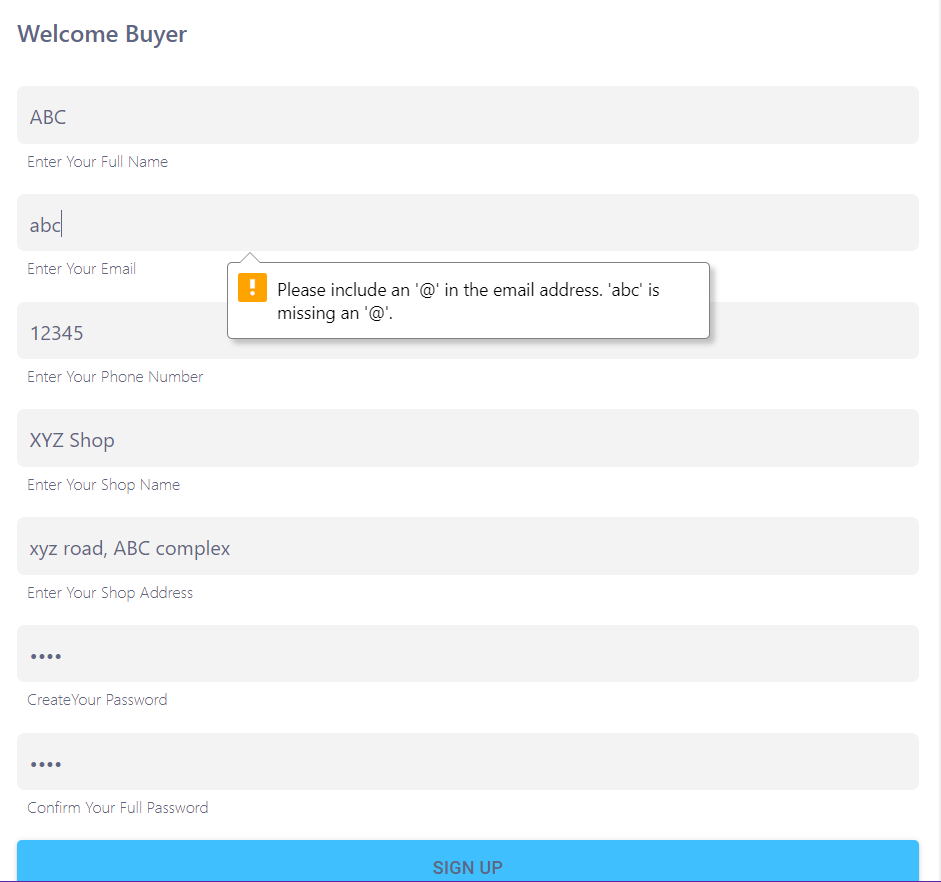 Welcome Buyer
ABC
Enter Your Full Name
abc
Enter Your Email
Please include an '@' in the email address. 'abc' is
missing an '@'.
12345
Enter Your Phone Number
XYZ Shop
Enter Your Shop Name
xyz road, ABC complex
Enter Your Shop Address
••••
CreateYour Password
••••
Confirm Your Full Password
SIGN UP